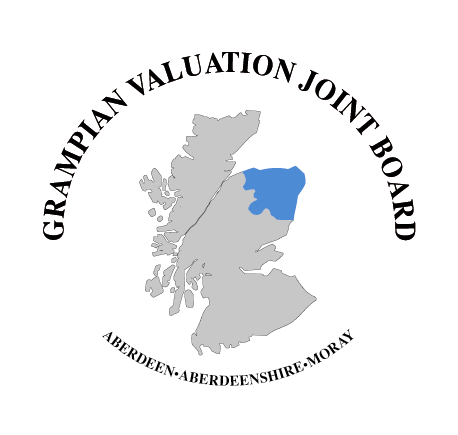 GRAMPIAN VALUATION JOINT BOARD
ABERDEEN•ABERDEENSHIRE•MORAY